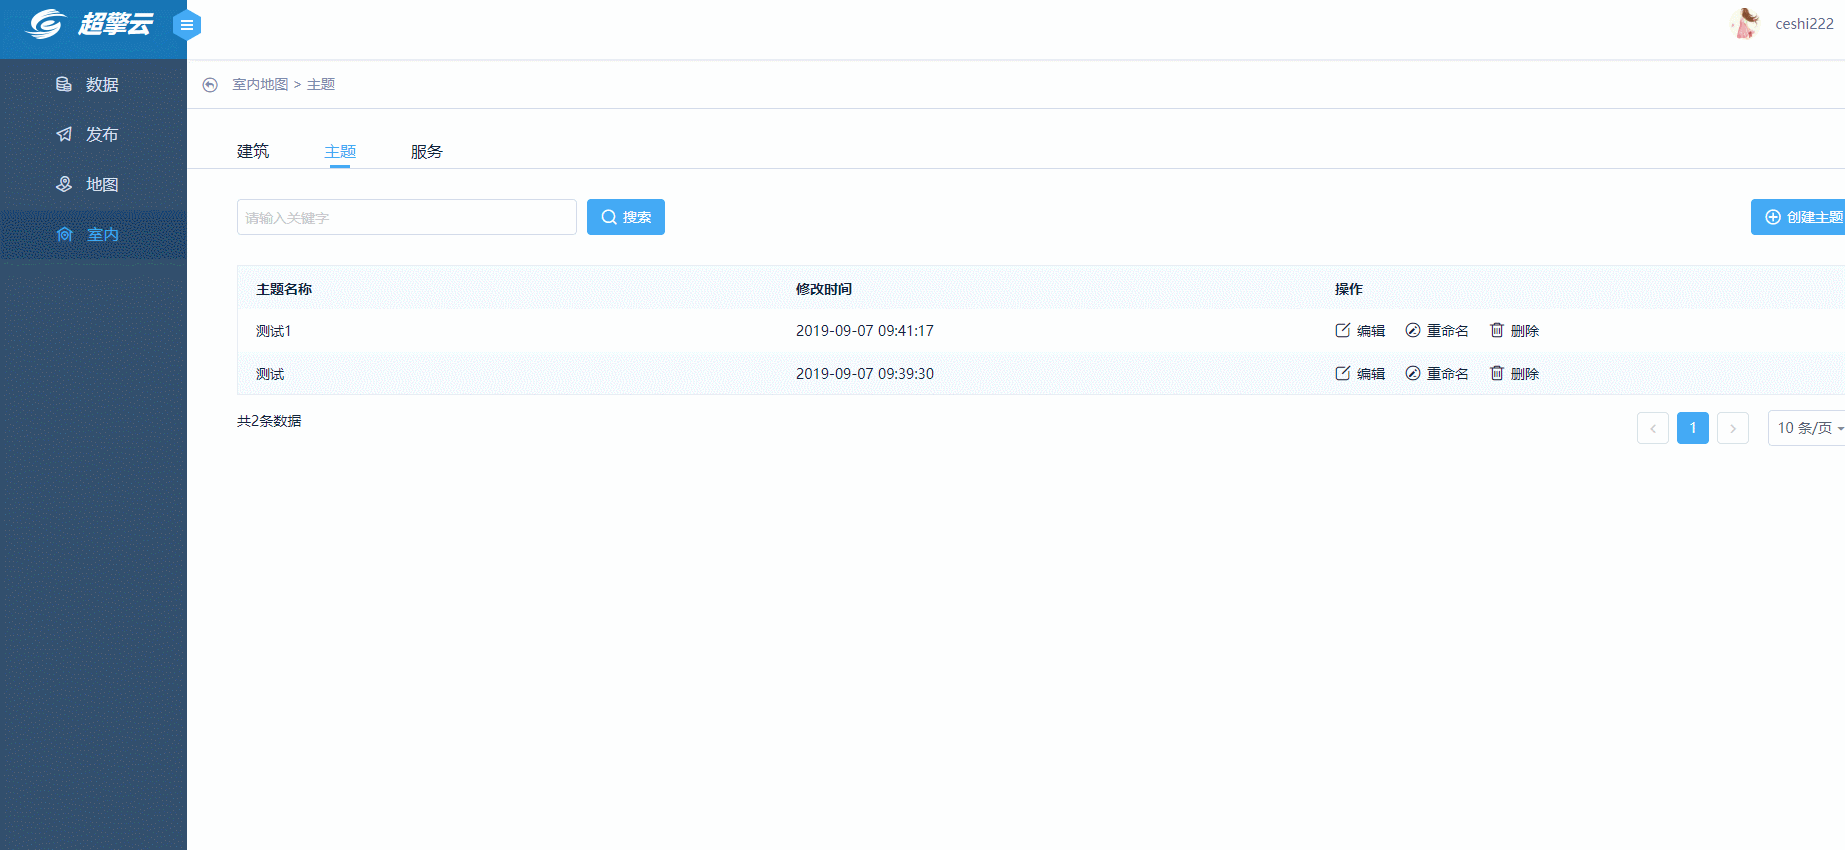 超擎云
ceshi222
数据
发布
地图
室内
室内地图 > 主题
建筑 主题 服务
请输入关键字 搜索 创建主题
主题名称 修改时间 操作
测试1 2019-09-07 09:41:17 编辑 重命名 删除
测试 2019-09-07 09:39:30 编辑 重命名 删除
共2条数据 < 1 > 10 条/页